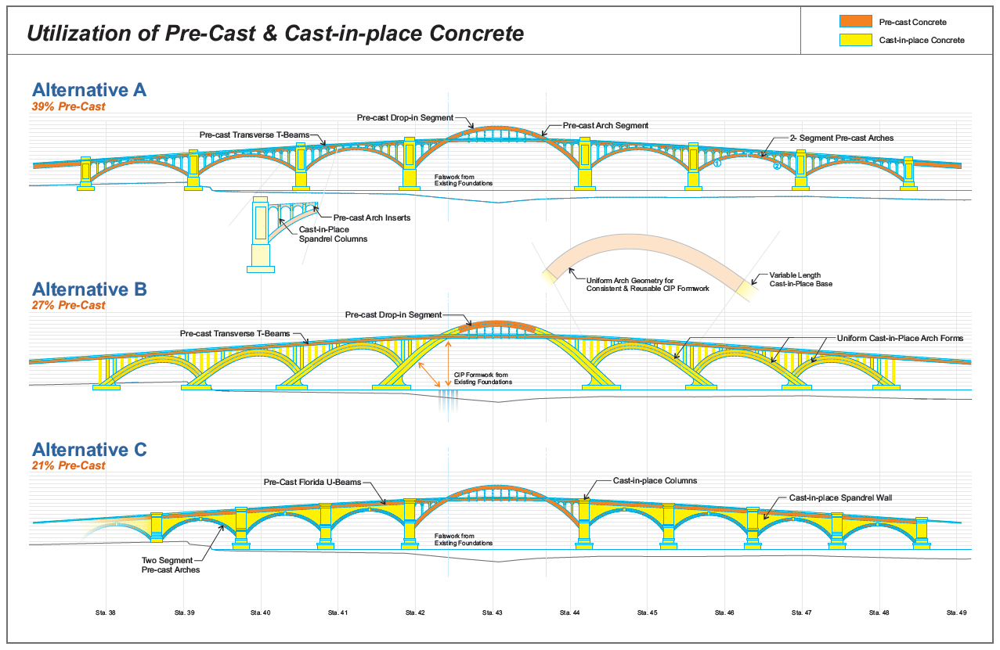 Utilization of Pre-Cast & Cast-in-place Concrete
Pre-cast Concrete
Cast-in-place Concrete
Alternative A
39% Pre-Cast
Pre-cast Drop-in Segment
Pre-cast Arch Segment
Pre-cast Transverse T-Beams
2- Segment Pre-cast Arches
1
2
Falswork from
Existing Foundations
Pre-cast Arch Inserts
Cast-in-Place
Spandrel Columns
Uniform Arch Geometry for
Consistent & Reusable CIP Formwork
Variable Length
Cast-in-Place Base
Alternative B
27% Pre-Cast
Pre-cast Drop-in Segment
Pre-cast Transverse T-Beams
Uniform Cast-in-Place Arch Forms
CIP Formwork from
Existing Foundations
Alternative C
21% Pre-Cast
Pre-Cast Florida U-Beams
Cast-in-place Columns
Cast-in-place Spandrel Wall
Falswork from
Existing Foundations
Two Segment
Pre-cast Arches
Sta. 38
Sta. 39
Sta. 40
Sta. 41
Sta. 42
Sta. 43
Sta. 44
Sta. 45
Sta. 46
Sta. 47
Sta. 48
Sta. 49